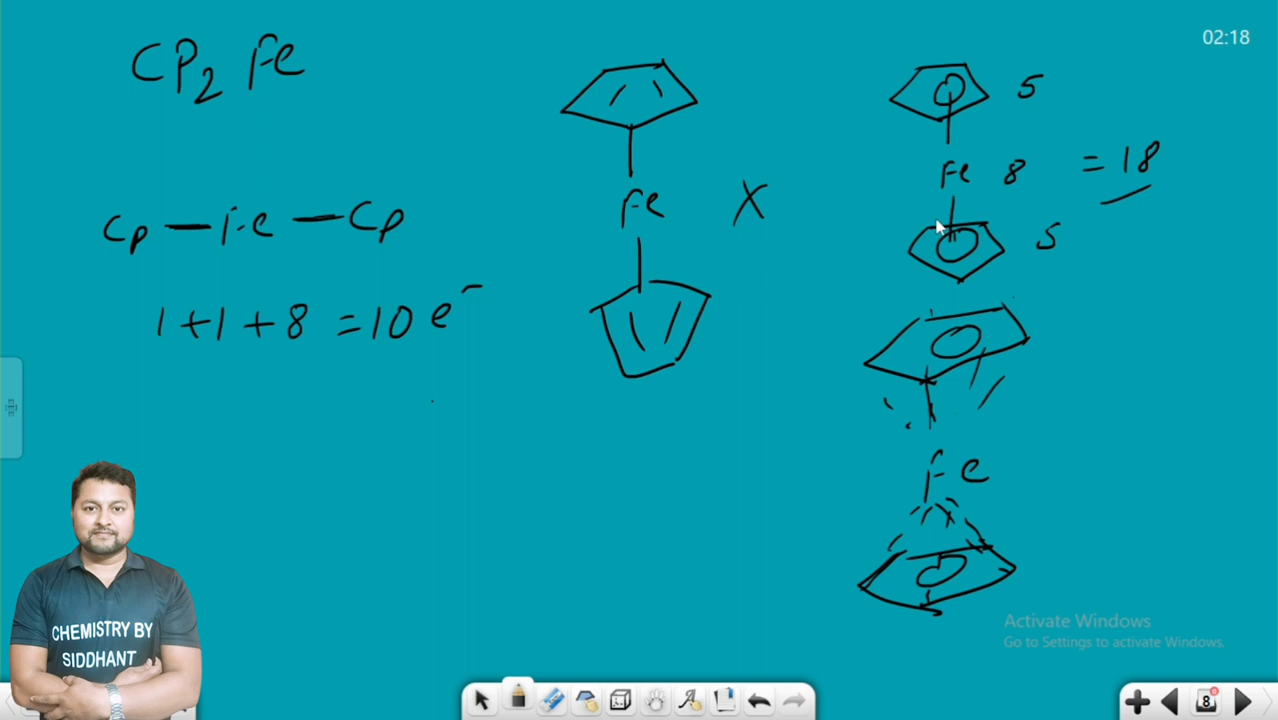 02:18
CP2 Fe
Cp — Fe — Cp
1+1+8 = 10 e-
Fe X
5
Fe 8 = 18
5
Fe
CHEMISTRY BY
SIDDHANT
Activate Windows
Go to Settings to activate Windows.
8